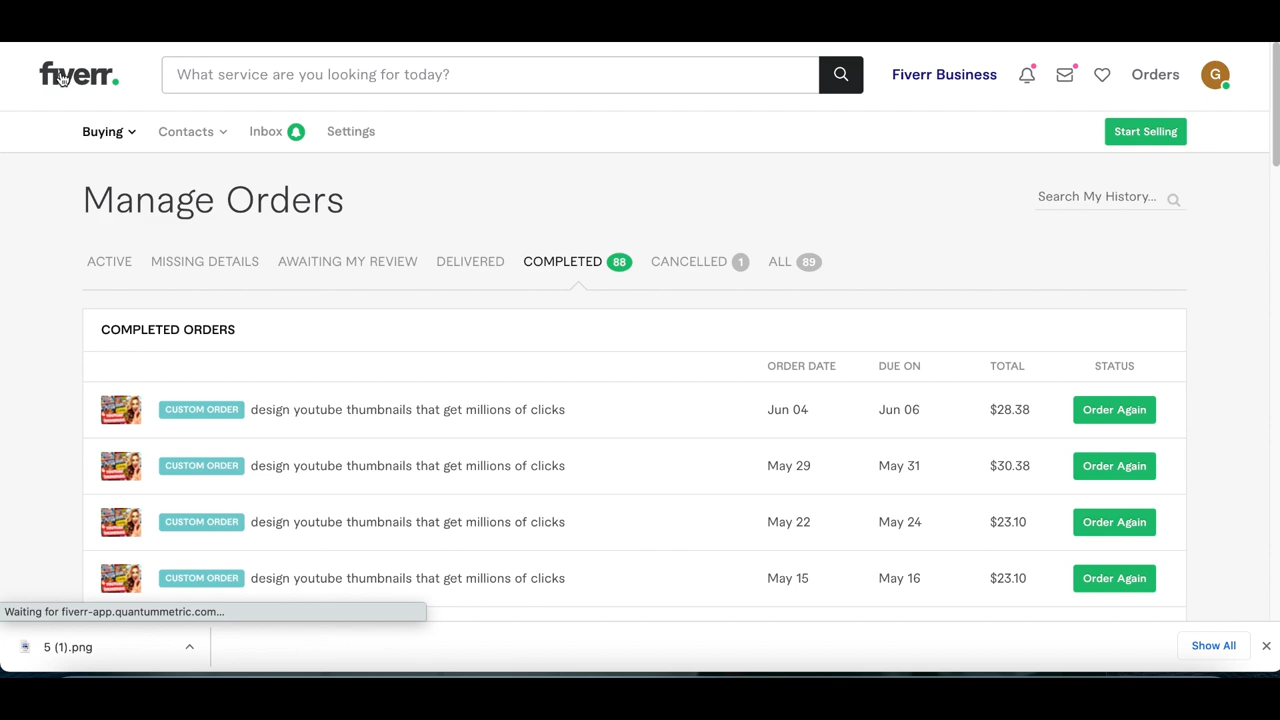 fiverr.
What service are you looking for today?
Fiverr Business
Orders
G
Buying
Contacts
Inbox
Settings
Start Selling
Manage Orders
Search My History...
ACTIVE
MISSING DETAILS
AWAITING MY REVIEW
DELIVERED
COMPLETED 88
CANCELLED 1
ALL 89
COMPLETED ORDERS
ORDER DATE DUE ON TOTAL STATUS
CUSTOM ORDER design youtube thumbnails that get millions of clicks Jun 04 Jun 06 $28.38 Order Again
CUSTOM ORDER design youtube thumbnails that get millions of clicks May 29 May 31 $30.38 Order Again
CUSTOM ORDER design youtube thumbnails that get millions of clicks May 22 May 24 $23.10 Order Again
CUSTOM ORDER design youtube thumbnails that get millions of clicks May 15 May 16 $23.10 Order Again
Waiting for fiverr-app.quantummetric.com...
5 (1).png
Show All